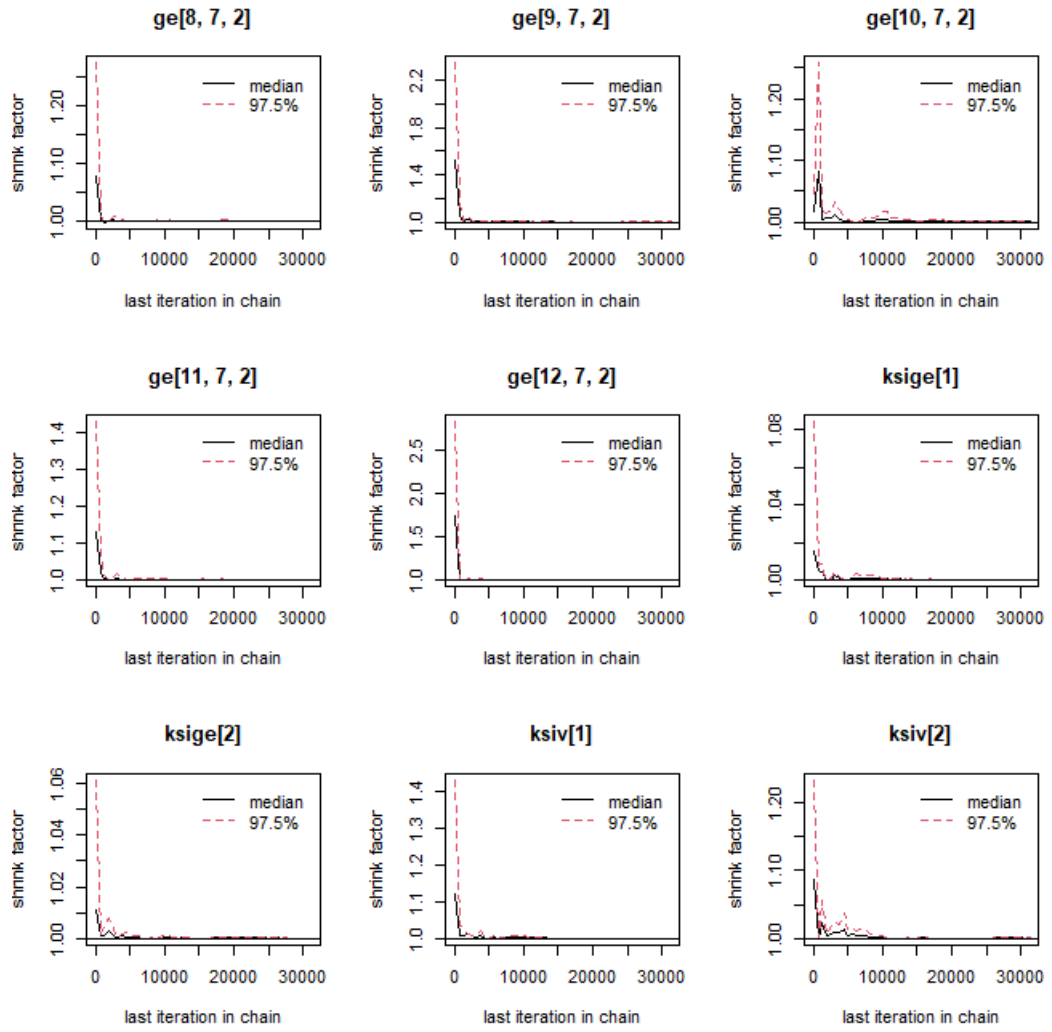 ge[8, 7, 2]
shrink factor
1.00 1.10 1.20
median
97.5%
0 10000 20000 30000
last iteration in chain
ge[9, 7, 2]
shrink factor
1.0 1.4 1.8 2.2
median
97.5%
0 10000 20000 30000
last iteration in chain
ge[10, 7, 2]
shrink factor
1.00 1.10 1.20
median
97.5%
0 10000 20000 30000
last iteration in chain
ge[11, 7, 2]
shrink factor
1.0 1.1 1.2 1.3 1.4
median
97.5%
0 10000 20000 30000
last iteration in chain
ge[12, 7, 2]
shrink factor
1.0 1.5 2.0 2.5
median
97.5%
0 10000 20000 30000
last iteration in chain
ksige[1]
shrink factor
1.00 1.04 1.08
median
97.5%
0 10000 20000 30000
last iteration in chain
ksige[2]
shrink factor
1.00 1.02 1.04 1.06
median
97.5%
0 10000 20000 30000
last iteration in chain
ksiv[1]
shrink factor
1.0 1.1 1.2 1.3 1.4
median
97.5%
0 10000 20000 30000
last iteration in chain
ksiv[2]
shrink factor
1.00 1.10 1.20
median
97.5%
0 10000 20000 30000
last iteration in chain